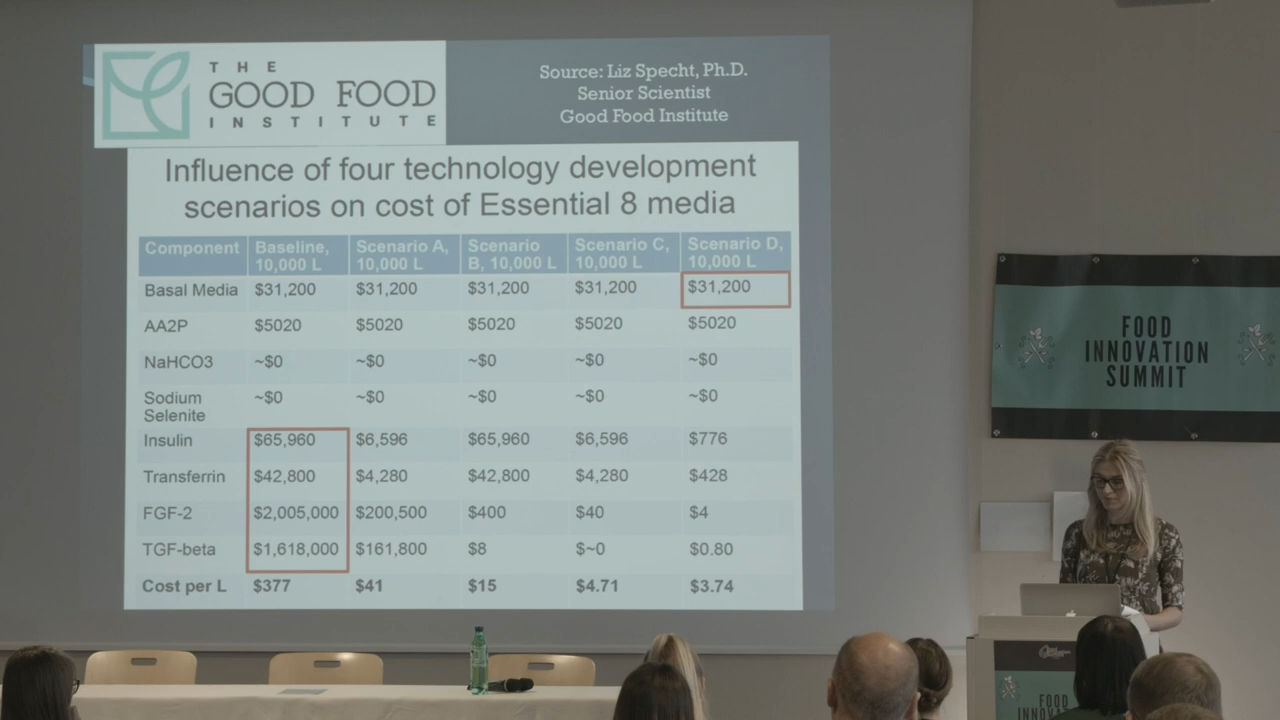 THE
GOOD FOOD
INSTITUTE
Source: Liz Specht, Ph.D.
Senior Scientist
Good Food Institute
Influence of four technology development
scenarios on cost of Essential 8 media
Component Baseline, 10,000 L Scenario A, 10,000 L Scenario B, 10,000 L Scenario C, 10,000 L Scenario D, 10,000 L
Basal Media $31,200 $31,200 $31,200 $31,200 $31,200
AA2P $5020 $5020 $5020 $5020 $5020
NaHCO3 ~$0 ~$0 ~$0 ~$0 ~$0
Sodium Selenite ~$0 ~$0 ~$0 ~$0 ~$0
Insulin $65,960 $6,596 $65,960 $6,596 $776
Transferrin $42,800 $4,280 $42,800 $4,280 $428
FGF-2 $2,005,000 $200,500 $400 $40 $4
TGF-beta $1,618,000 $161,800 $8 $~0 $0.80
Cost per L $377 $41 $15 $4.71 $3.74
FOOD
INNOVATION
SUMMIT
FOOD